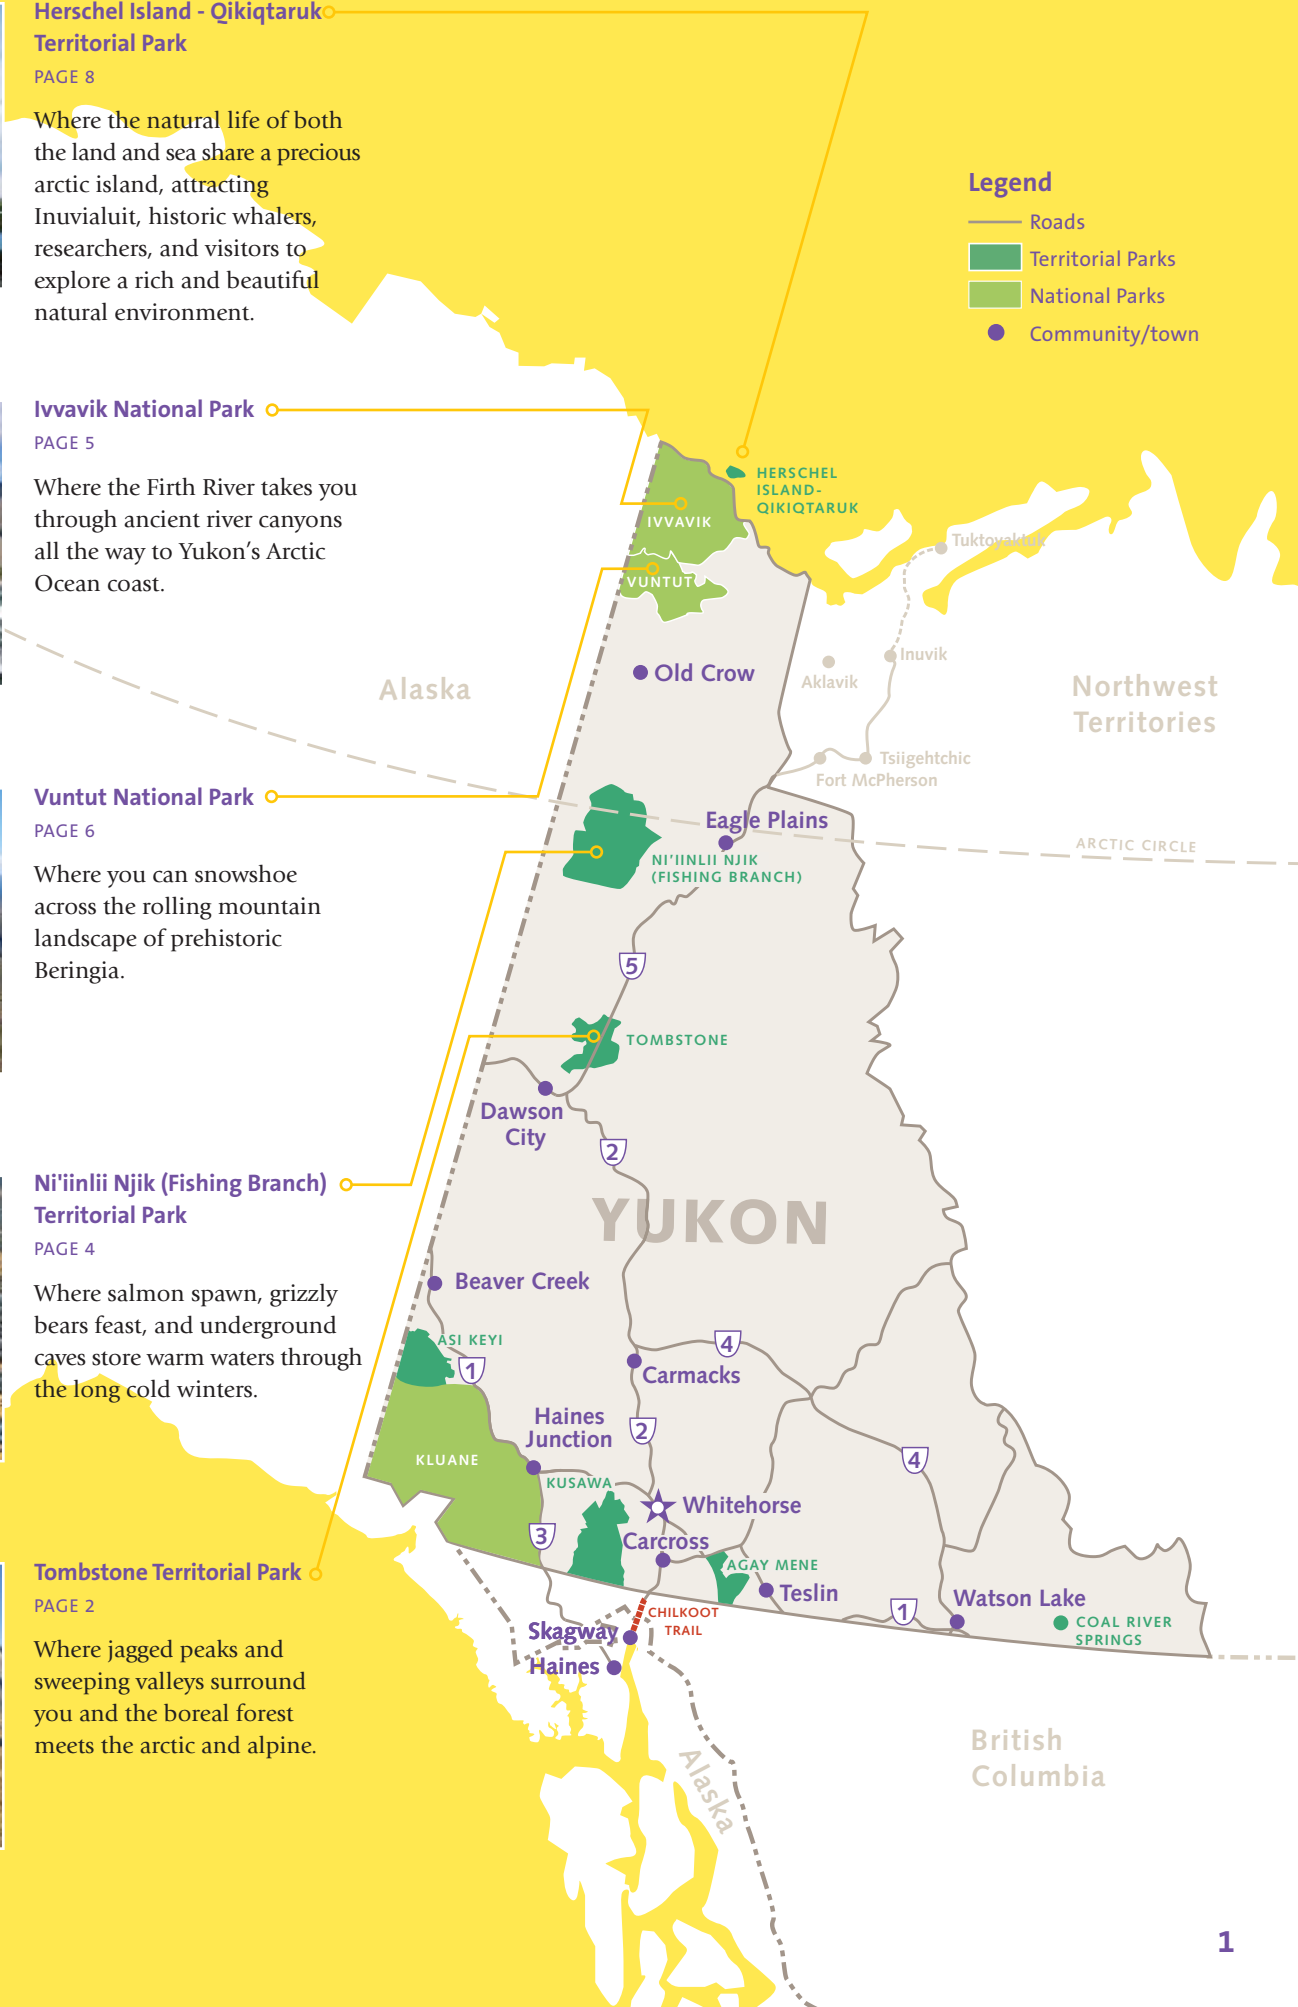 Herschel Island - Qikiqtaruk
Territorial Park
PAGE 8
Where the natural life of both
the land and sea share a precious
arctic island, attracting
Inuvialuit, historic whalers,
researchers, and visitors to
explore a rich and beautiful
natural environment.
Ivvavik National Park
PAGE 5
Where the Firth River takes you
through ancient river canyons
all the way to Yukon’s Arctic
Ocean coast.
Vuntut National Park
PAGE 6
Where you can snowshoe
across the rolling mountain
landscape of prehistoric
Beringia.
Ni'iinlii Njik (Fishing Branch)
Territorial Park
PAGE 4
Where salmon spawn, grizzly
bears feast, and underground
caves store warm waters through
the long cold winters.
Tombstone Territorial Park
PAGE 2
Where jagged peaks and
sweeping valleys surround
you and the boreal forest
meets the arctic and alpine.
Legend
Roads
Territorial Parks
National Parks
Community/town
HERSCHEL
ISLAND-
QIKIQTARUK
IVVAVIK
VUNTUT
Tuktoyaktuk
Old Crow
Inuvik
Aklavik
Alaska
Northwest
Territories
Tsiigehtchic
Fort McPherson
Eagle Plains
ARCTIC CIRCLE
NI’IINLII NJIK
(FISHING BRANCH)
5
TOMBSTONE
Dawson
City
2
YUKON
Beaver Creek
ASI KEYI
1
4
Carmacks
Haines
Junction
2
4
KLUANE
KUSAWA
Whitehorse
3
Carcross
AGAY MENE
Teslin
1
Watson Lake
COAL RIVER
SPRINGS
CHILKOOT
TRAIL
Skagway
Haines
Alaska
British
Columbia
1